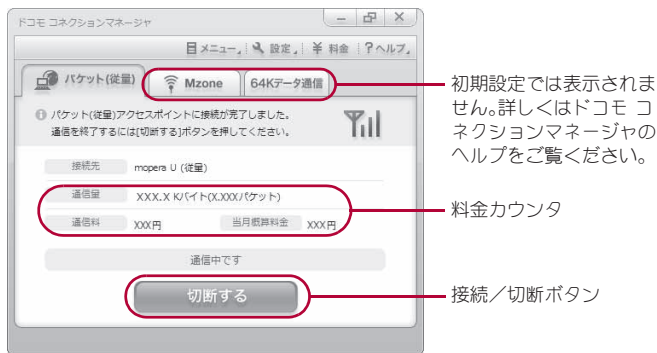 ドコモ コネクションマネージャ
メニュー 設定 料金 ?ヘルプ
パケット(従量) Mzone 64Kデータ通信
パケット(従量)アクセスポイントに接続が完了しました。
通信を終了するには[切断する]ボタンを押してください。
接続先 mopera U (従量)
通信量 XXX.X Kバイト(X,XXXパケット)
通信料 XXX円 当月概算料金 XXX円
通信中です
切断する
初期設定では表示されま
せん。詳しくはドコモ コ
ネクションマネージャの
ヘルプをご覧ください。
料金カウンタ
接続／切断ボタン